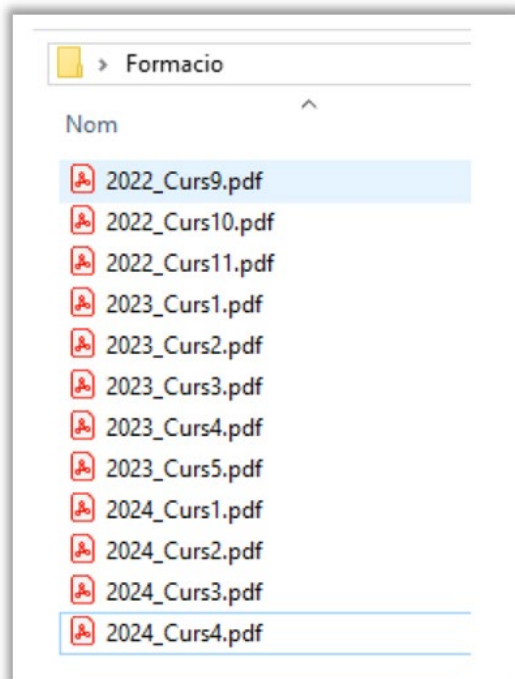 > Formacio
Nom
2022_Curs9.pdf
2022_Curs10.pdf
2022_Curs11.pdf
2023_Curs1.pdf
2023_Curs2.pdf
2023_Curs3.pdf
2023_Curs4.pdf
2023_Curs5.pdf
2024_Curs1.pdf
2024_Curs2.pdf
2024_Curs3.pdf
2024_Curs4.pdf